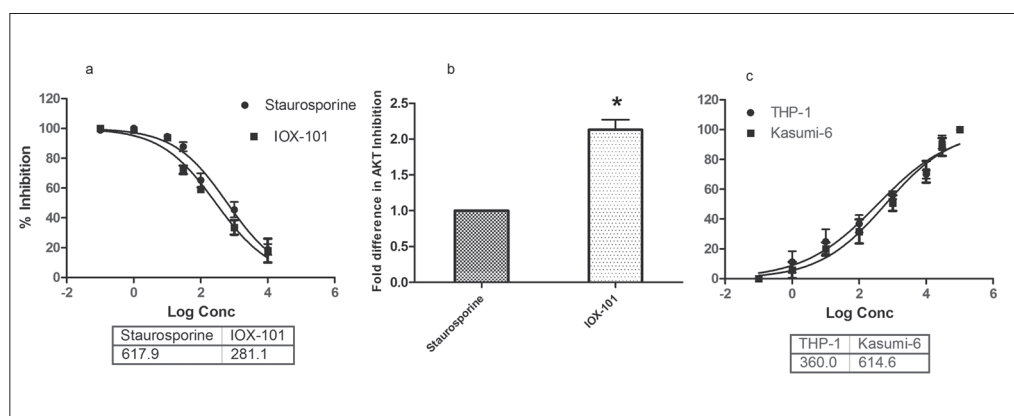 a
120
100
80
60
40
20
0
% Inhibition
Staurosporine
IOX-101
-2 0 2 4 6
Log Conc
Staurosporine IOX-101
617.9 281.1
b
2.5
2.0
1.5
1.0
0.5
0.0
Fold difference in AKT Inhibition
*
Staurosporine
IOX-101
c
120
100
80
60
40
20
0
THP-1
Kasumi-6
-2 0 2 4 6
Log Conc
THP-1 Kasumi-6
360.0 614.6